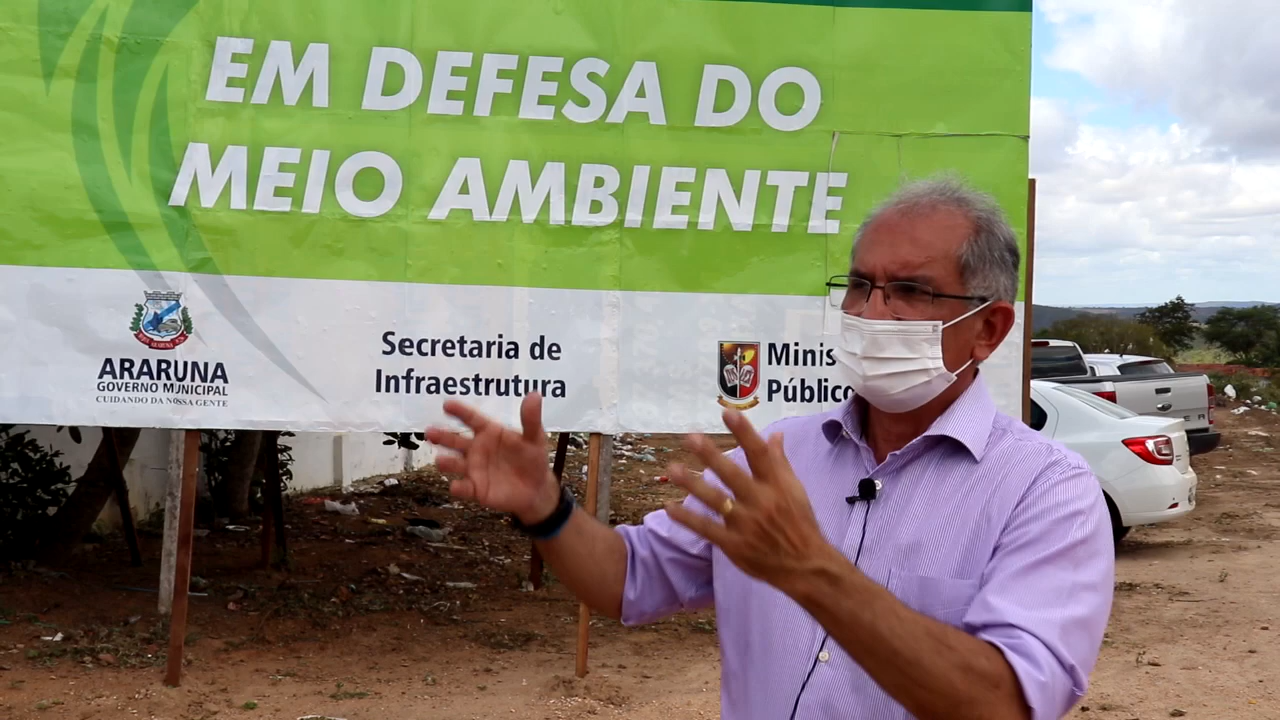 EM DEFESA DO
MEIO AMBIENTE
ARARUNA
GOVERNO MUNICIPAL
CUIDANDO DA NOSSA GENTE
Secretaria de
Infraestrutura
Minis
Público